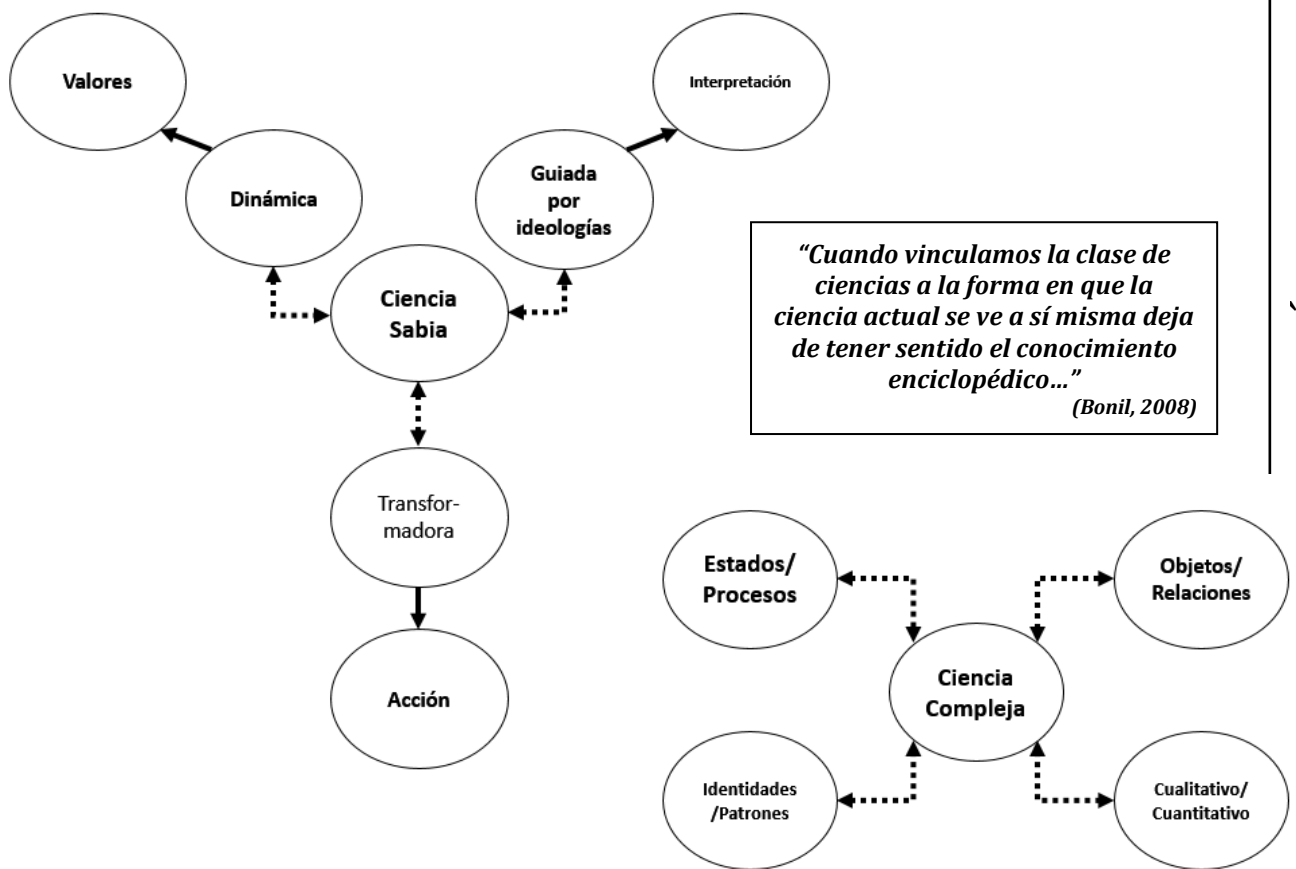 Valores
Interpretación
Dinámica
Guiada
por
ideologías
Ciencia
Sabia
“Cuando vinculamos la clase de
ciencias a la forma en que la
ciencia actual se ve a sí misma deja
de tener sentido el conocimiento
enciclopédico...”
(Bonil, 2008)
Transfor-
madora
Acción
Estados/
Procesos
Objetos/
Relaciones
Ciencia
Compleja
Identidades
/Patrones
Cualitativo/
Cuantitativo